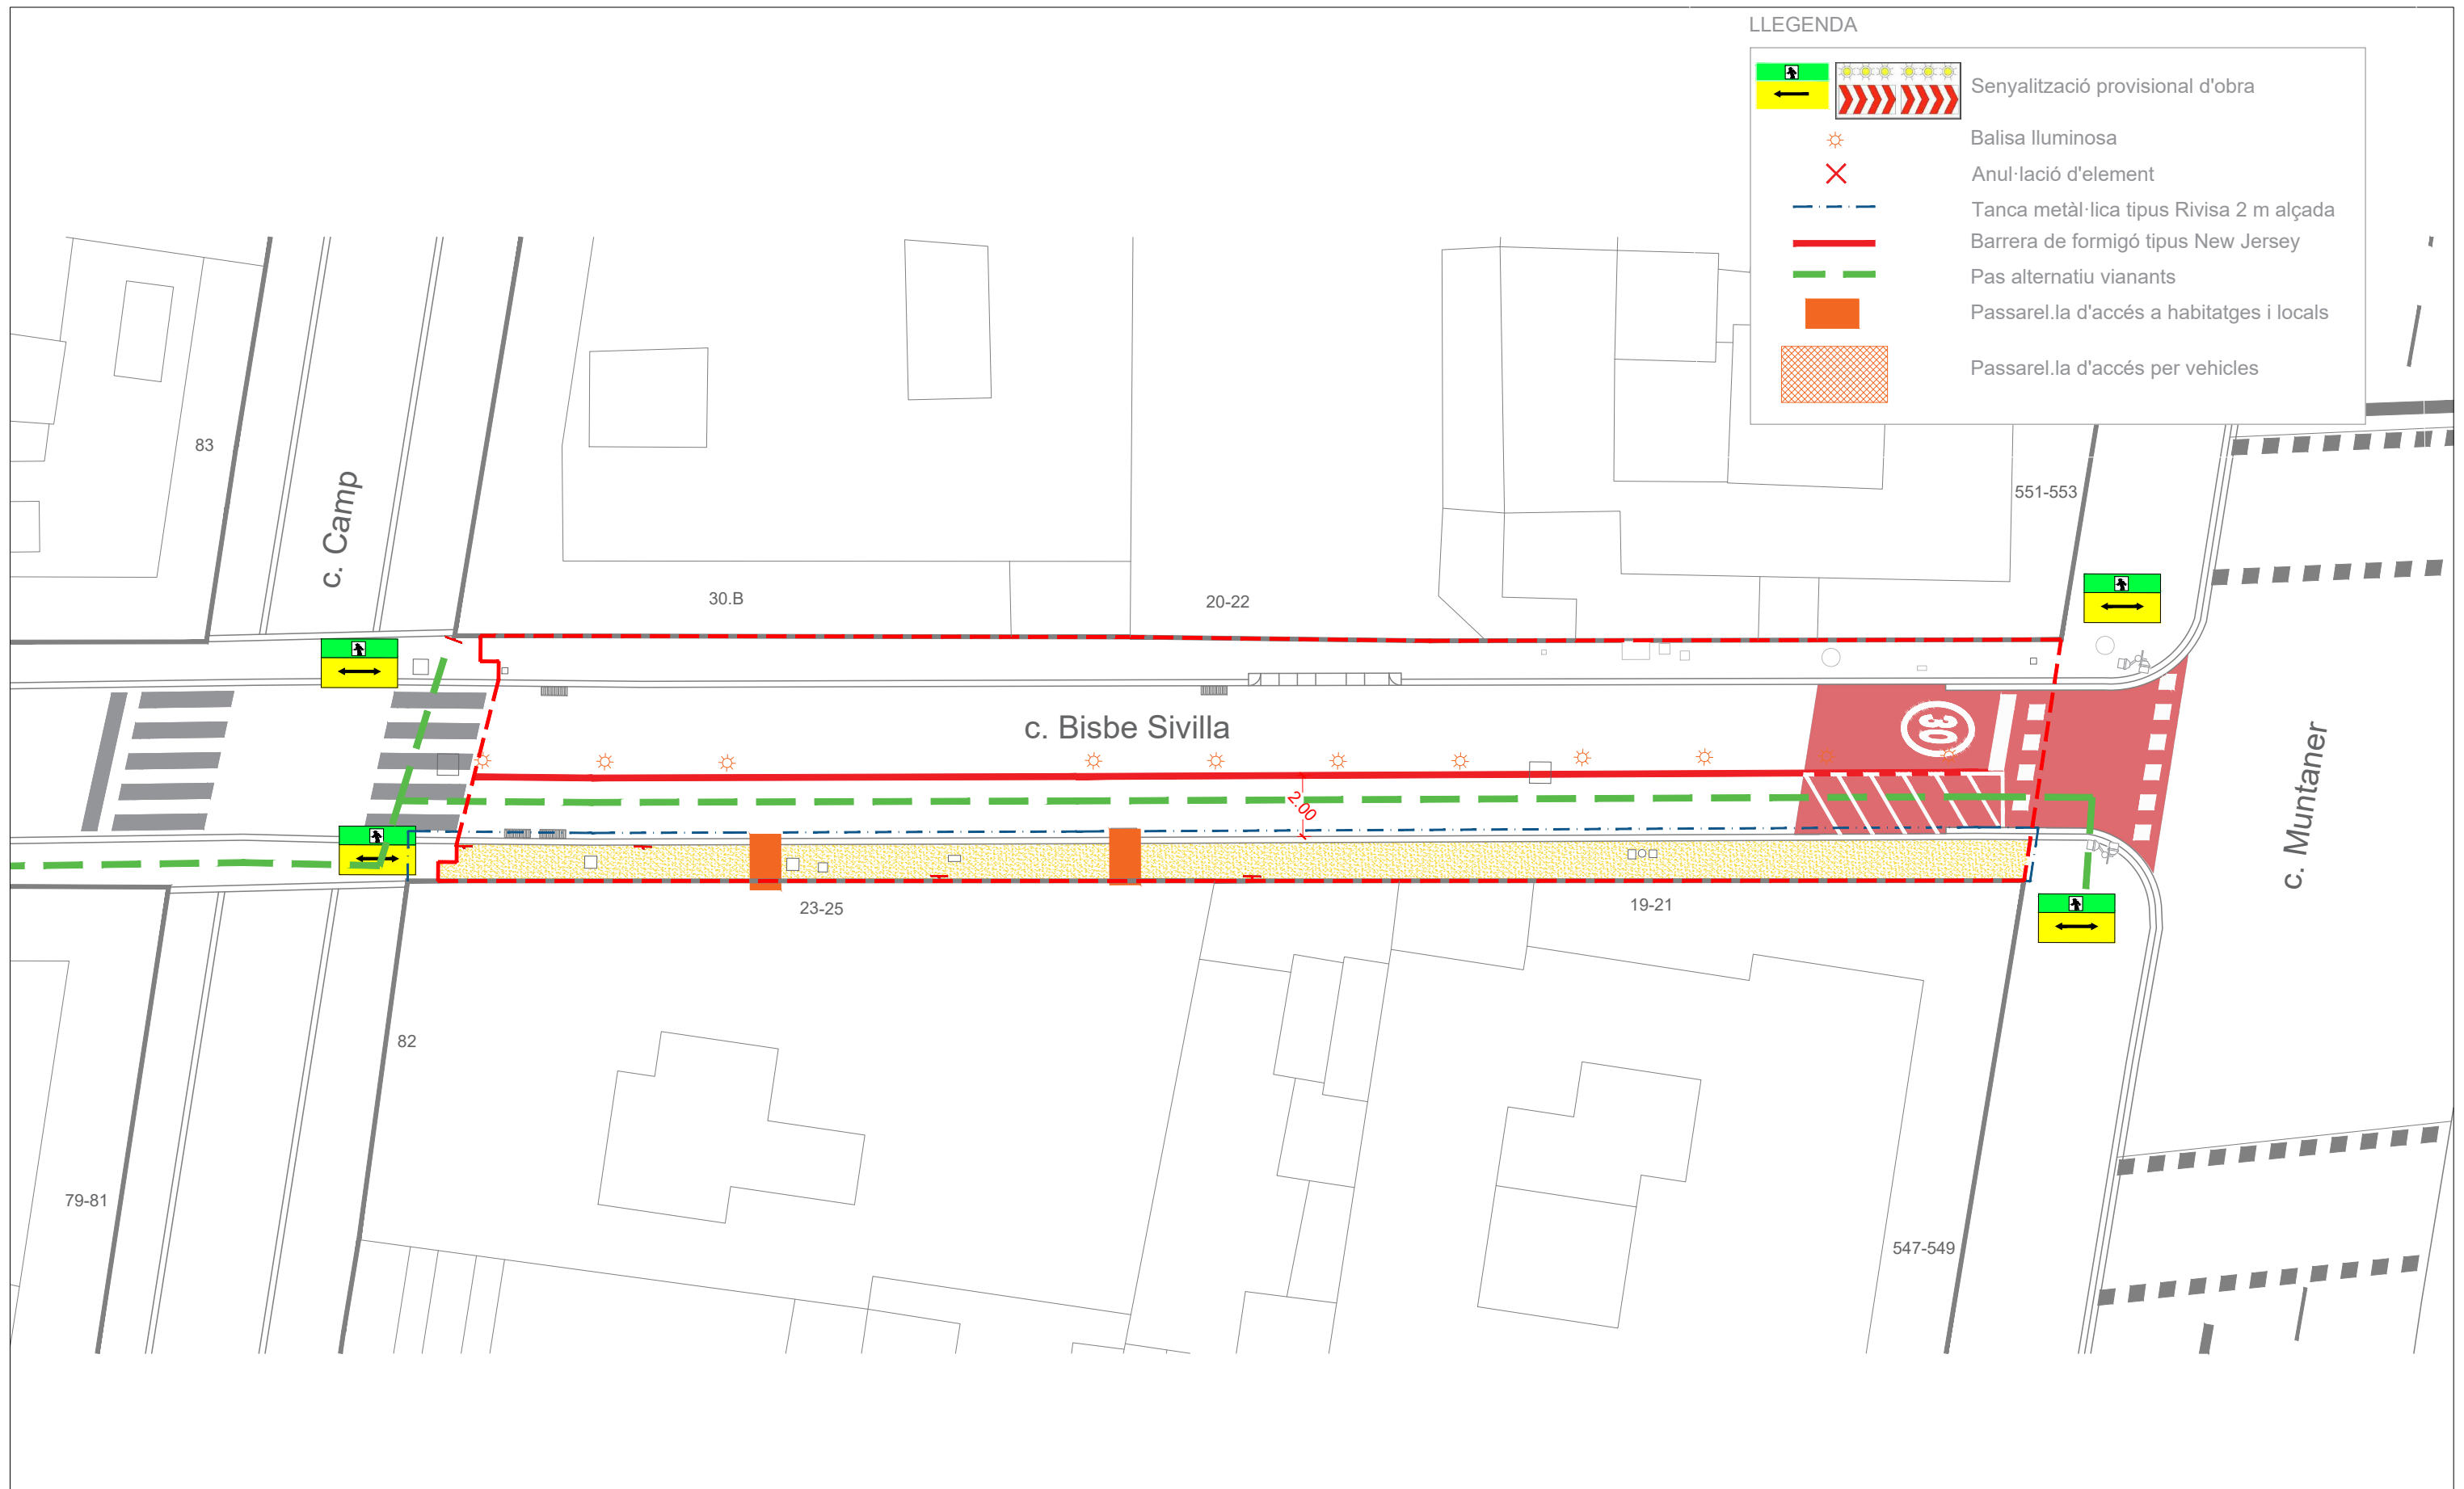 LLEGENDA
Senyalització provisional d'obra
Balisa lluminosa
Anul·lació d'element
Tanca metàl·lica tipus Rivisa 2 m alçada
Barrera de formigó tipus New Jersey
Pas alternatiu vianants
Passarel.la d'accés a habitatges i locals
Passarel.la d'accés per vehicles
83
c. Camp
551-553
30.B
20-22
c. Bisbe Sivilla
30
2.00
c. Muntaner
23-25
19-21
82
79-81
547-549